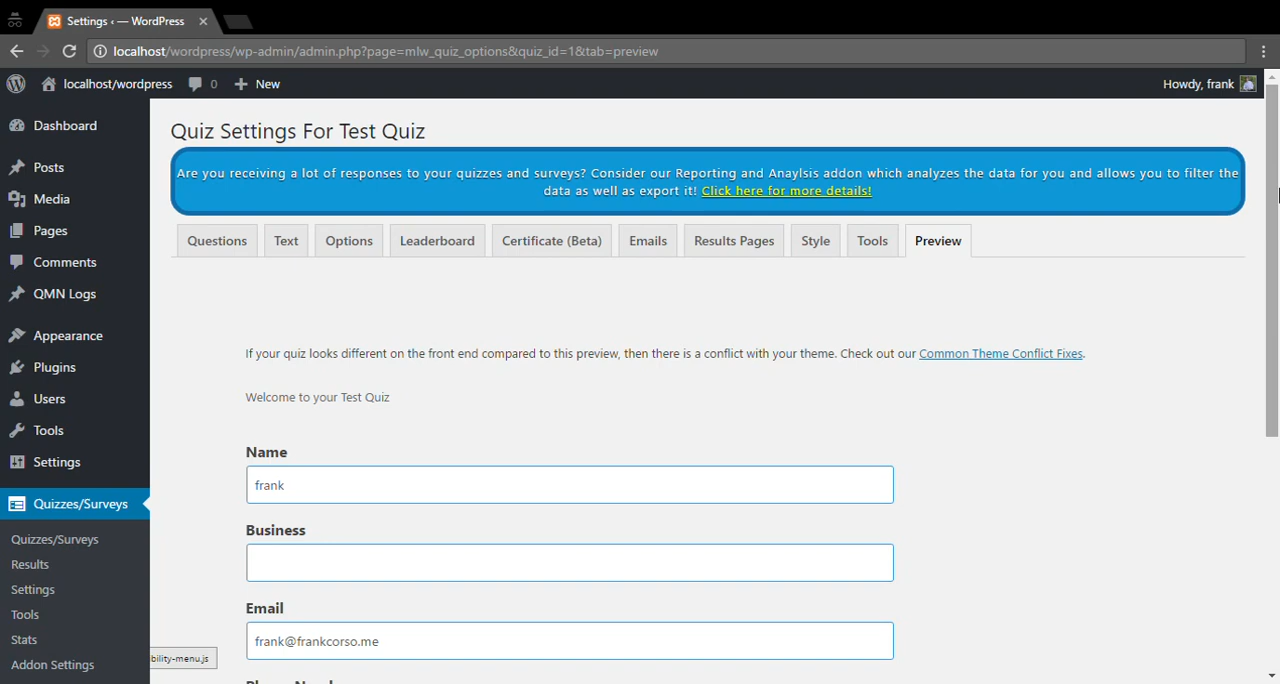 Settings ‹ — WordPress
localhost/wordpress/wp-admin/admin.php?page=mlw_quiz_options&quiz_id=1&tab=preview
localhost/wordpress 0 New Howdy, frank
Dashboard
Posts
Media
Pages
Comments
QMN Logs
Appearance
Plugins
Users
Tools
Settings
Quizzes/Surveys
Quizzes/Surveys
Results
Settings
Tools
Stats
Addon Settings
Quiz Settings For Test Quiz
Are you receiving a lot of responses to your quizzes and surveys? Consider our Reporting and Anaylsis addon which analyzes the data for you and allows you to filter the
data as well as export it! Click here for more details!
Questions Text Options Leaderboard Certificate (Beta) Emails Results Pages Style Tools Preview
If your quiz looks different on the front end compared to this preview, then there is a conflict with your theme. Check out our Common Theme Conflict Fixes.
Welcome to your Test Quiz
Name
frank
Business
Email
frank@frankcorso.me
bility-menu.js